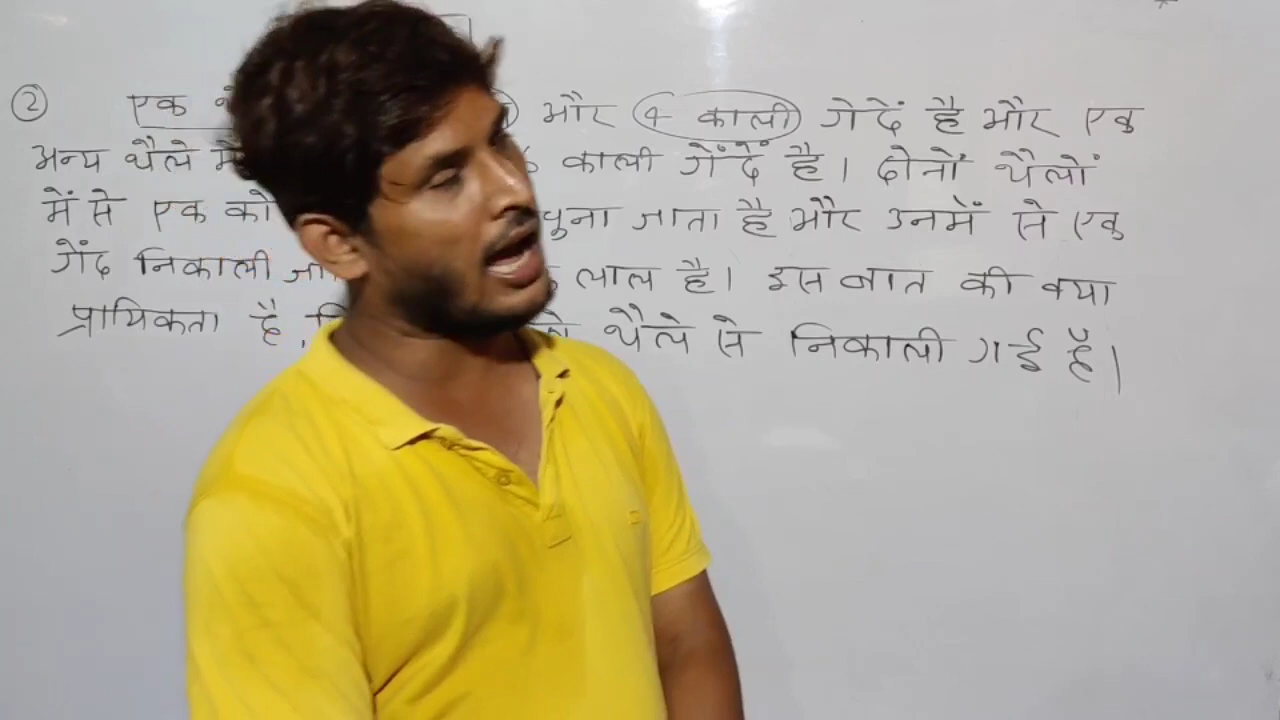 ② एक और 4 काली गेदें है और एक
अन्य थैले में काली गेंदें है। दोनों थैलों
में से एक को चुना जाता है और उनमें से एक
गेंद निकाली लाल है। इस बात की क्या
प्रायिकता है, थैले से निकाली गई है।